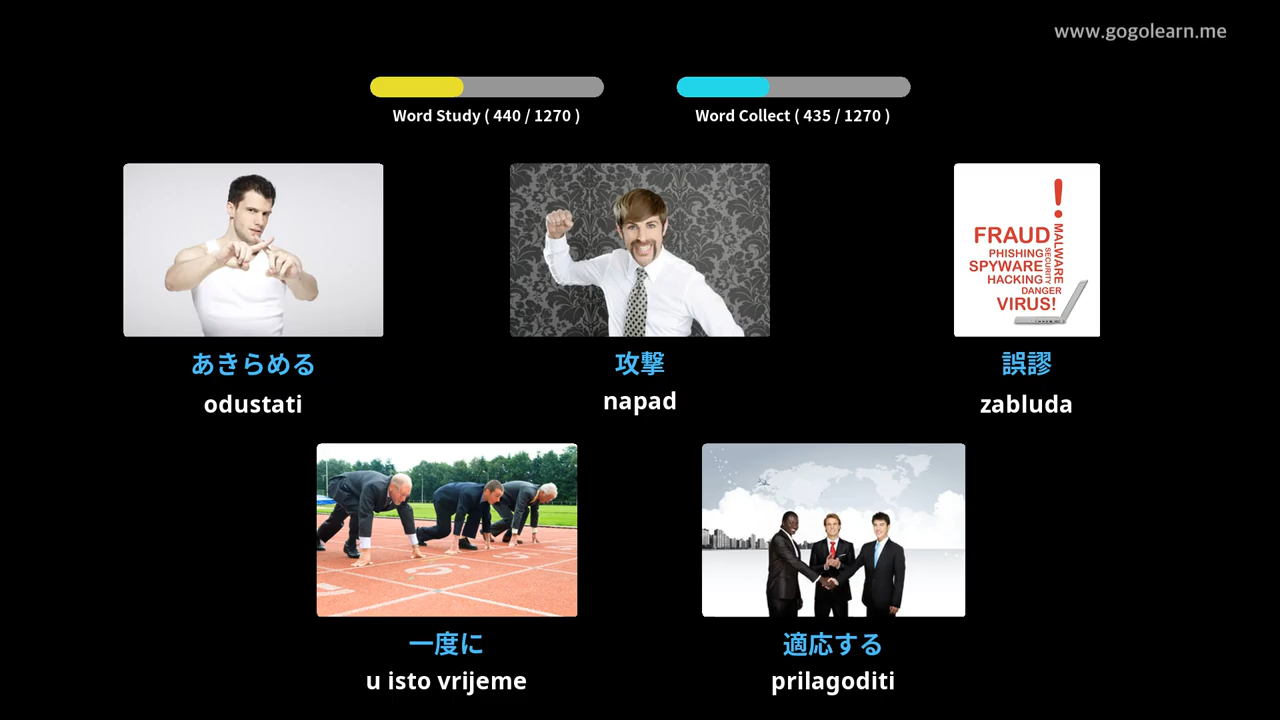 www.gogolearn.me
Word Study ( 440 / 1270 )
Word Collect ( 435 / 1270 )
!
FRAUD
MALWARE
PHISHING
SECURITY
SPYWARE
HACKING
DANGER
VIRUS!
あきらめる
攻撃
誤謬
odustati
napad
zabluda
5
一度に
適応する
u isto vrijeme
prilagoditi